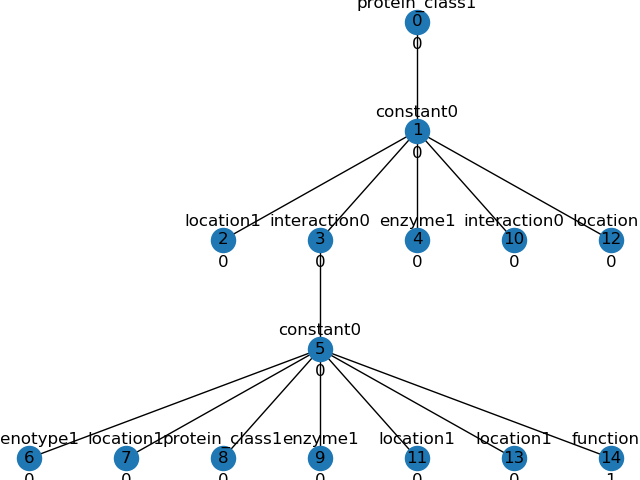 protein_class1
0
0
constant0
1
0
location1 interaction0 enzyme1 interaction0 location
2 3 4 10 12
0 0 0 0 0
constant0
5
0
enotype1 location1 protein_class1 enzyme1 location1 location1 function
6 7 8 9 11 13 14
0 0 0 0 0 0 1